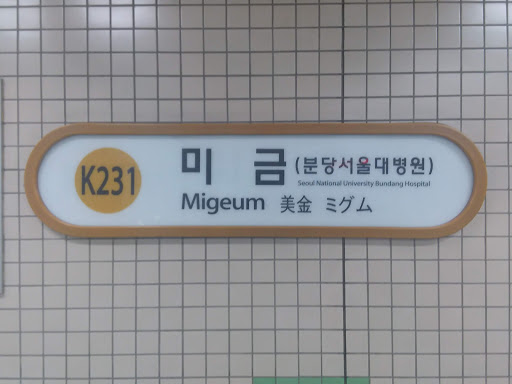 K231
미 금 (분당서울대병원)
Seoul National University Bundang Hospital
Migeum 美金 ミグム